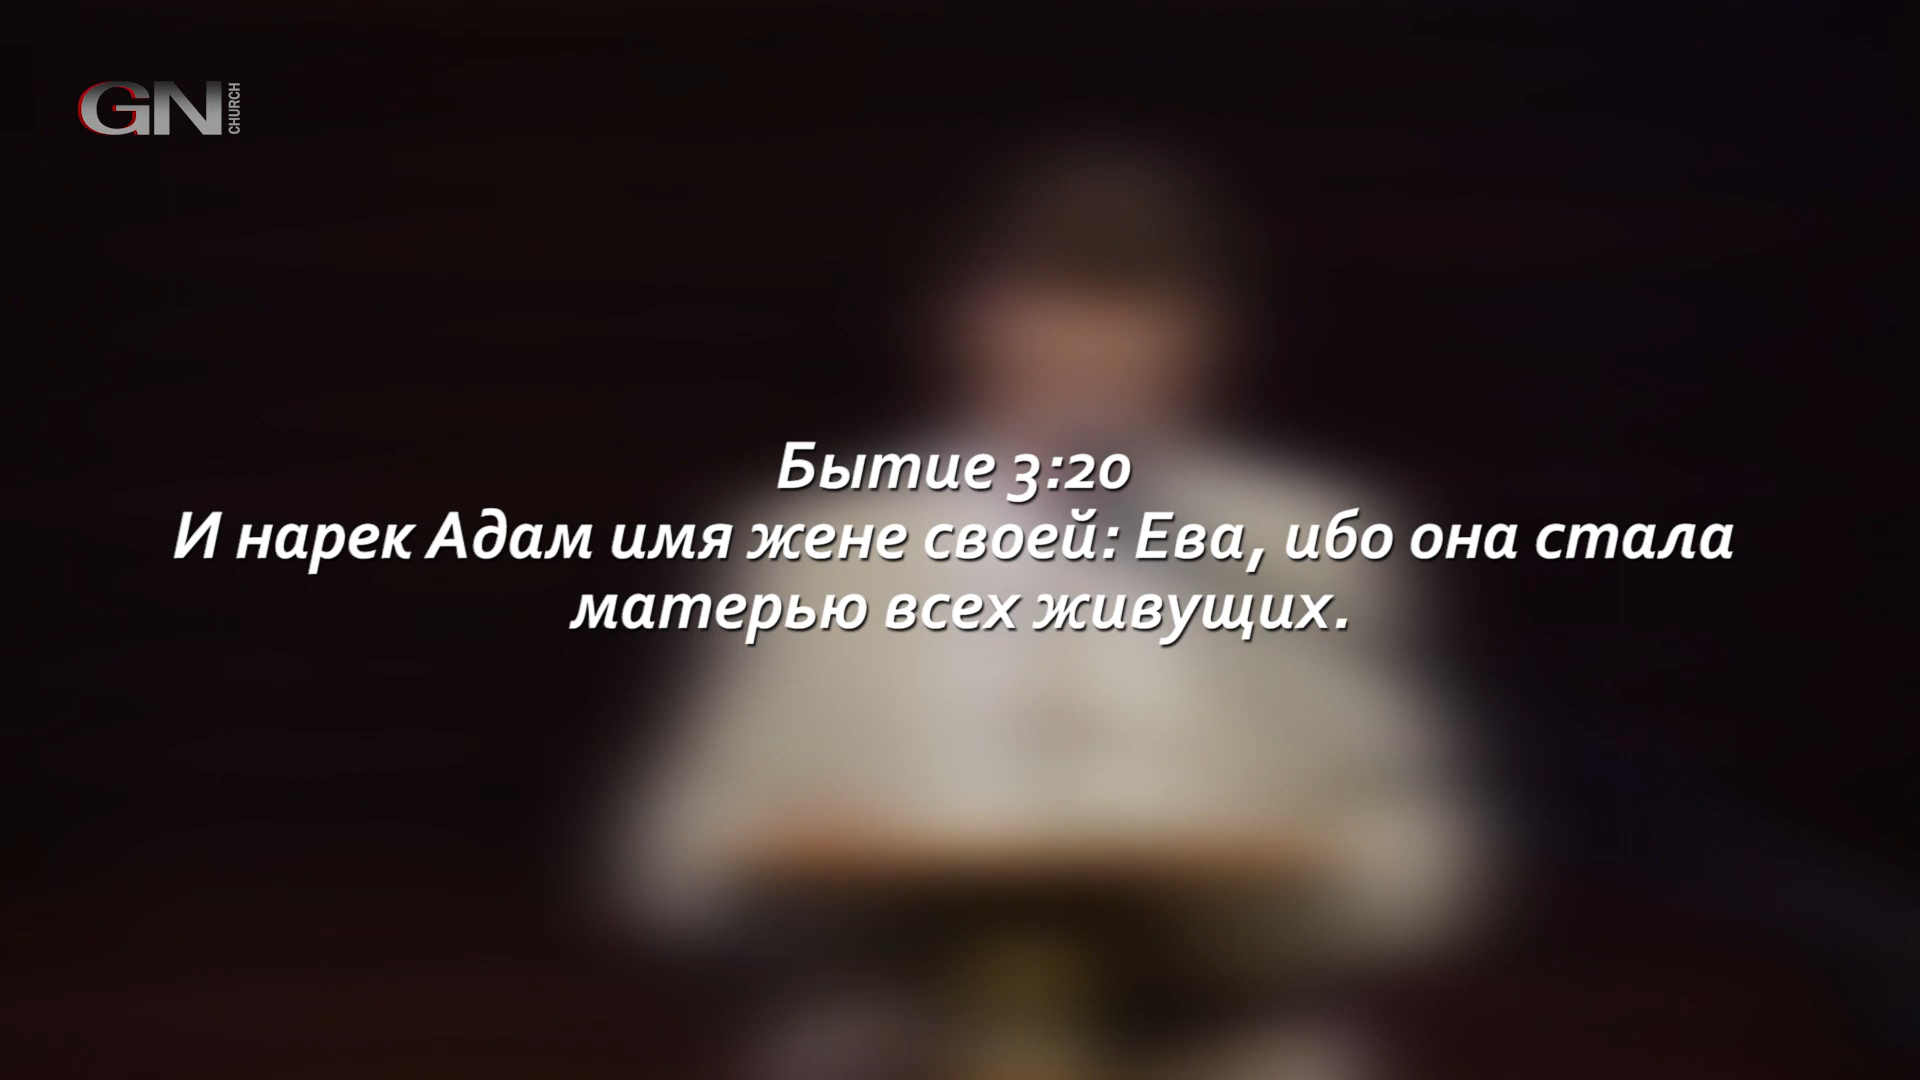 GN CHURCH
Бытие 3:20
И нарек Адам имя жене своей: Ева, ибо она стала
матерью всех живущих.